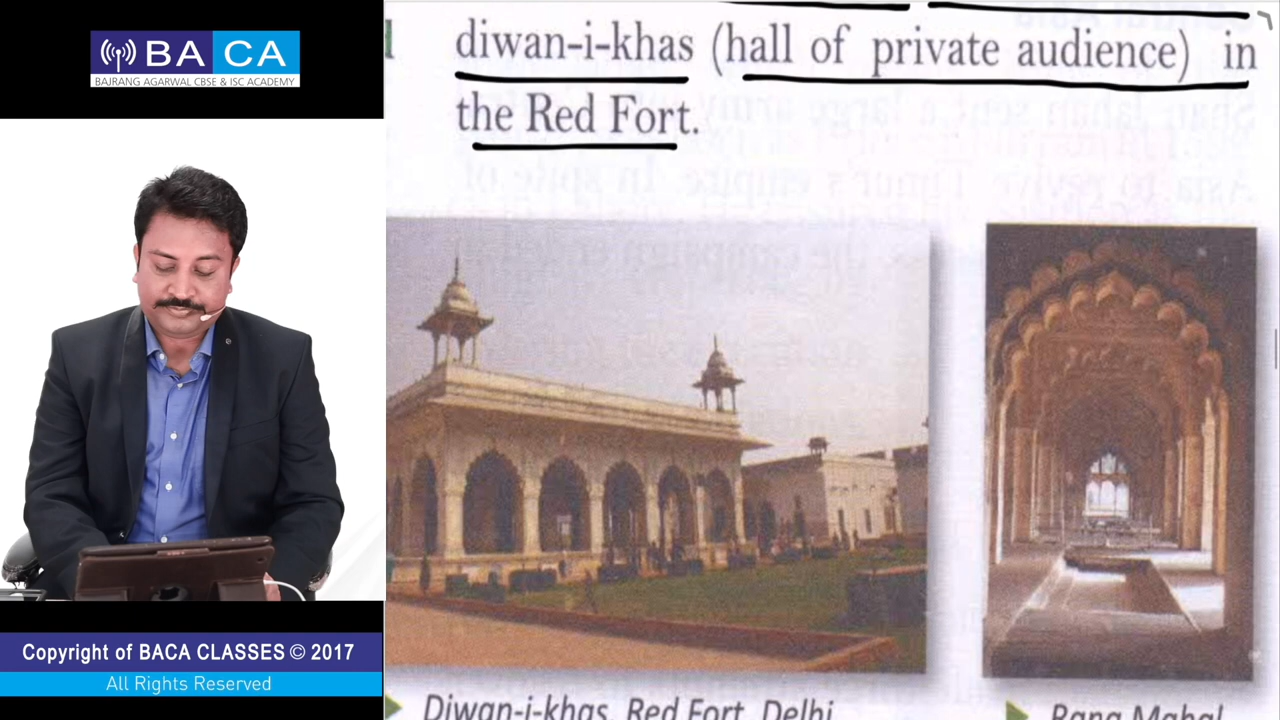 BACA
BAJRANG AGARWAL CBSE & ISC ACADEMY
diwan-i-khas (hall of private audience) in
the Red Fort.
Diwan-i-khas, Red Fort, Delhi
Rang Mahal
Copyright of BACA CLASSES © 2017
All Rights Reserved